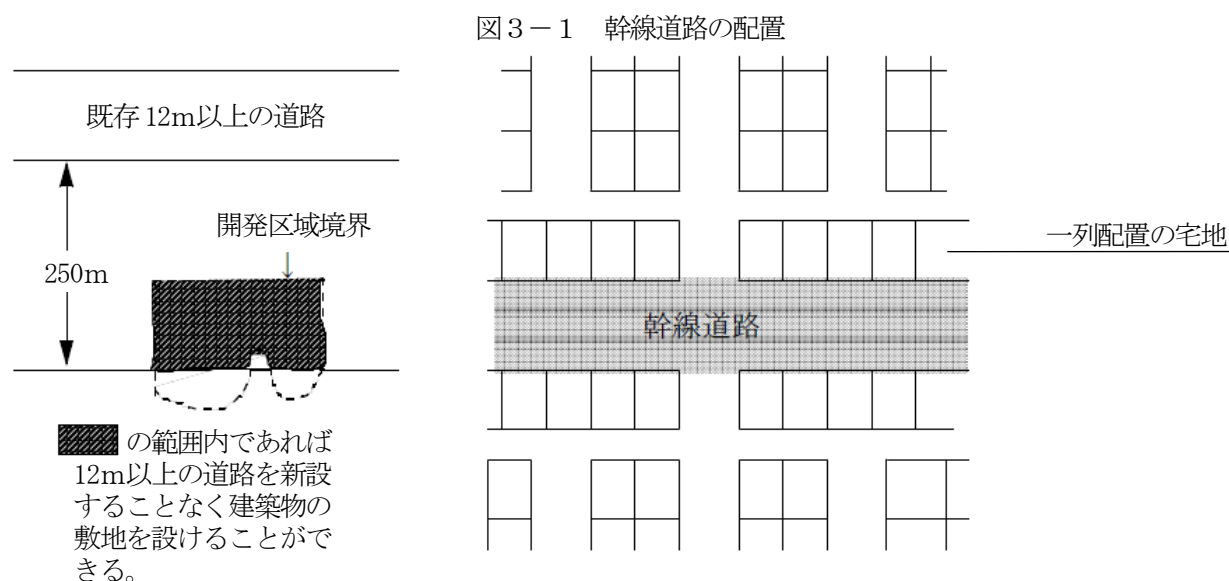 図3-1 幹線道路の配置
既存12m以上の道路
開発区域境界
250m
の範囲内であれば
12m以上の道路を新設
することなく建築物の
敷地を設けることがで
きる。
一列配置の宅地
幹線道路